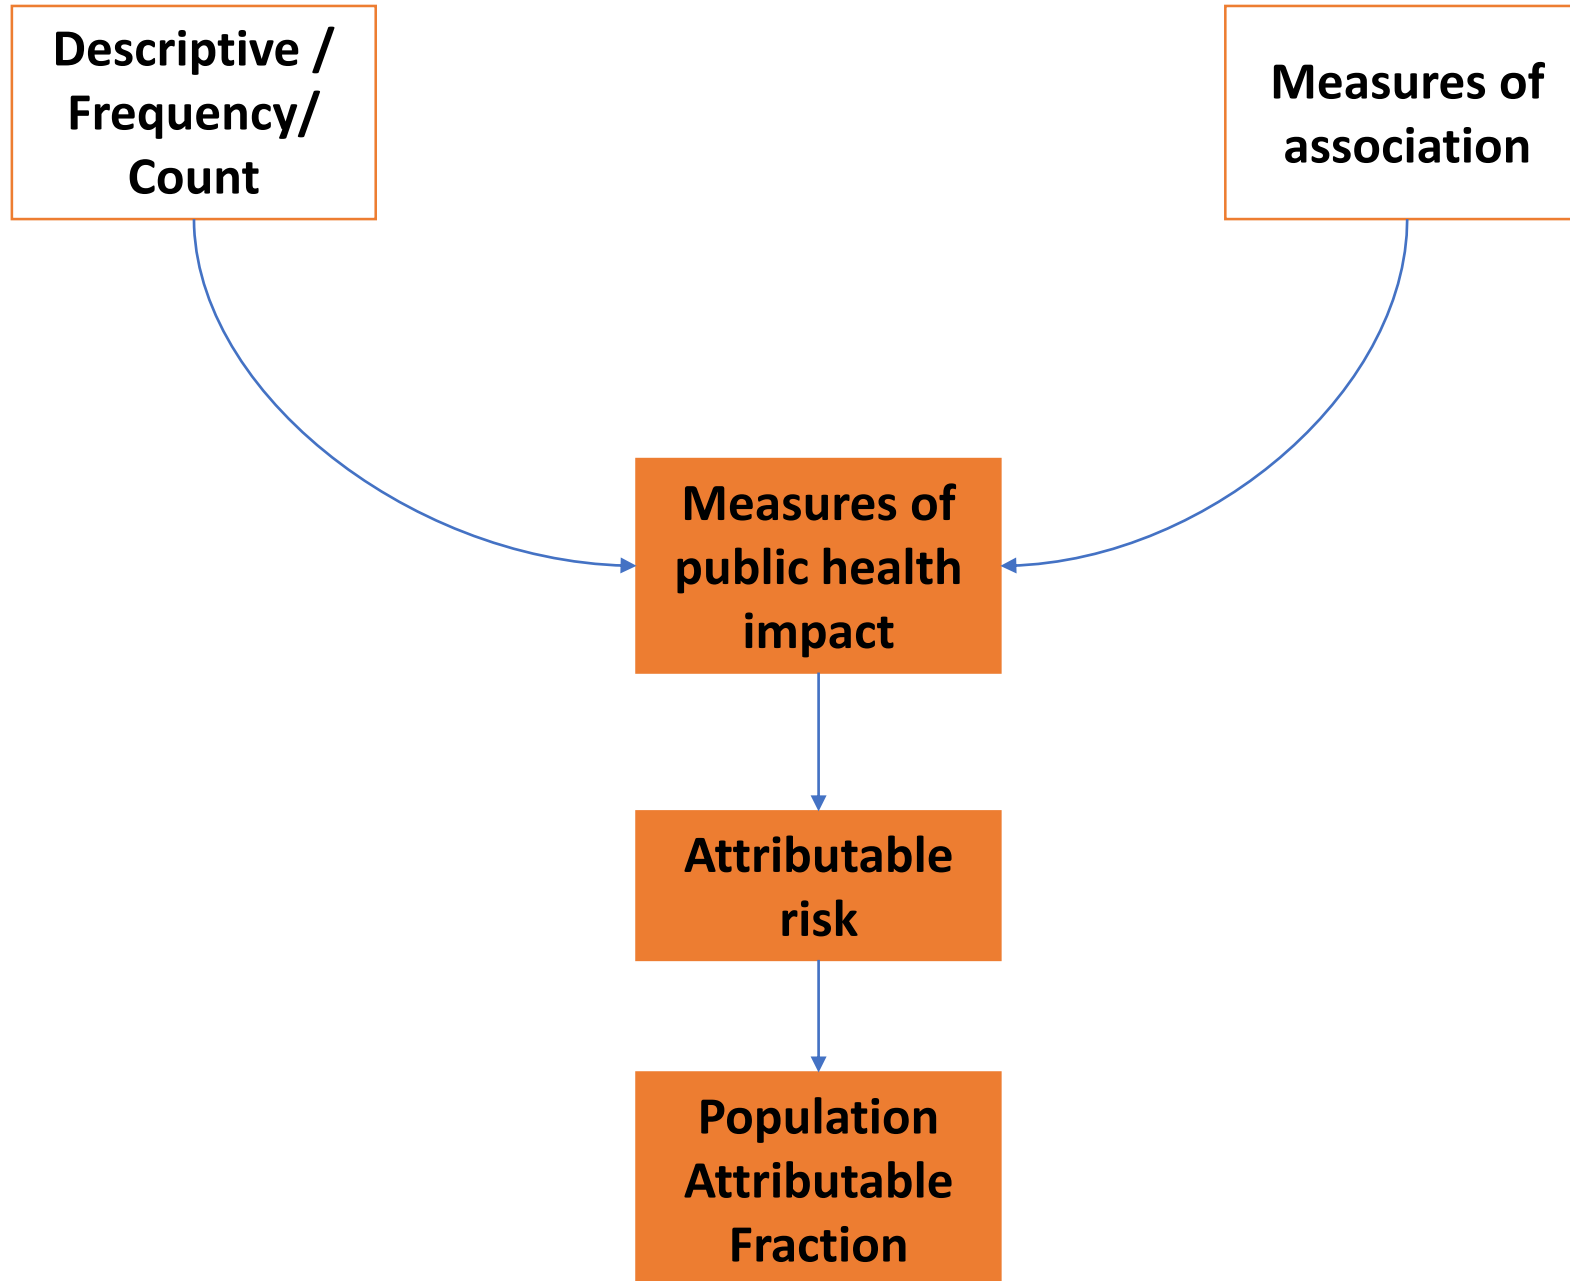 Descriptive /
Frequency/
Count
Measures of
association
Measures of
public health
impact
Attributable
risk
Population
Attributable
Fraction